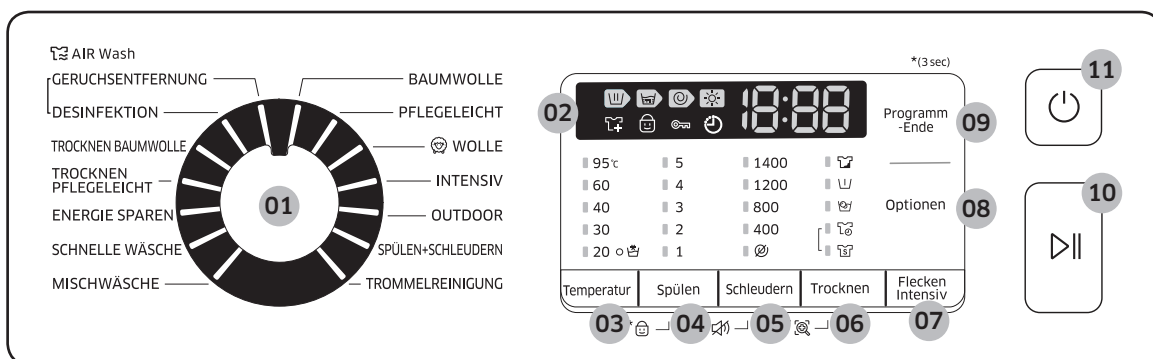 AIR Wash
GERUCHSENTFERNUNG
DESINFEKTION
TROCKNEN BAUMWOLLE
TROCKNEN
PFLEGELEICHT
ENERGIE SPAREN
SCHNELLE WÄSCHE
MISCHWÄSCHE
01
BAUMWOLLE
PFLEGELEICHT
WOLLE
INTENSIV
OUTDOOR
SPÜLEN+SCHLEUDERN
TROMMELREINIGUNG
*(3 sec)
02
18:88
95℃ 5 1400
60 4 1200
40 3 800
30 2 400
20 1
Programm
-Ende
09
Optionen
08
Temperatur Spülen Schleudern Trocknen Flecken
Intensiv
03 * 04 05 06 07
11
10